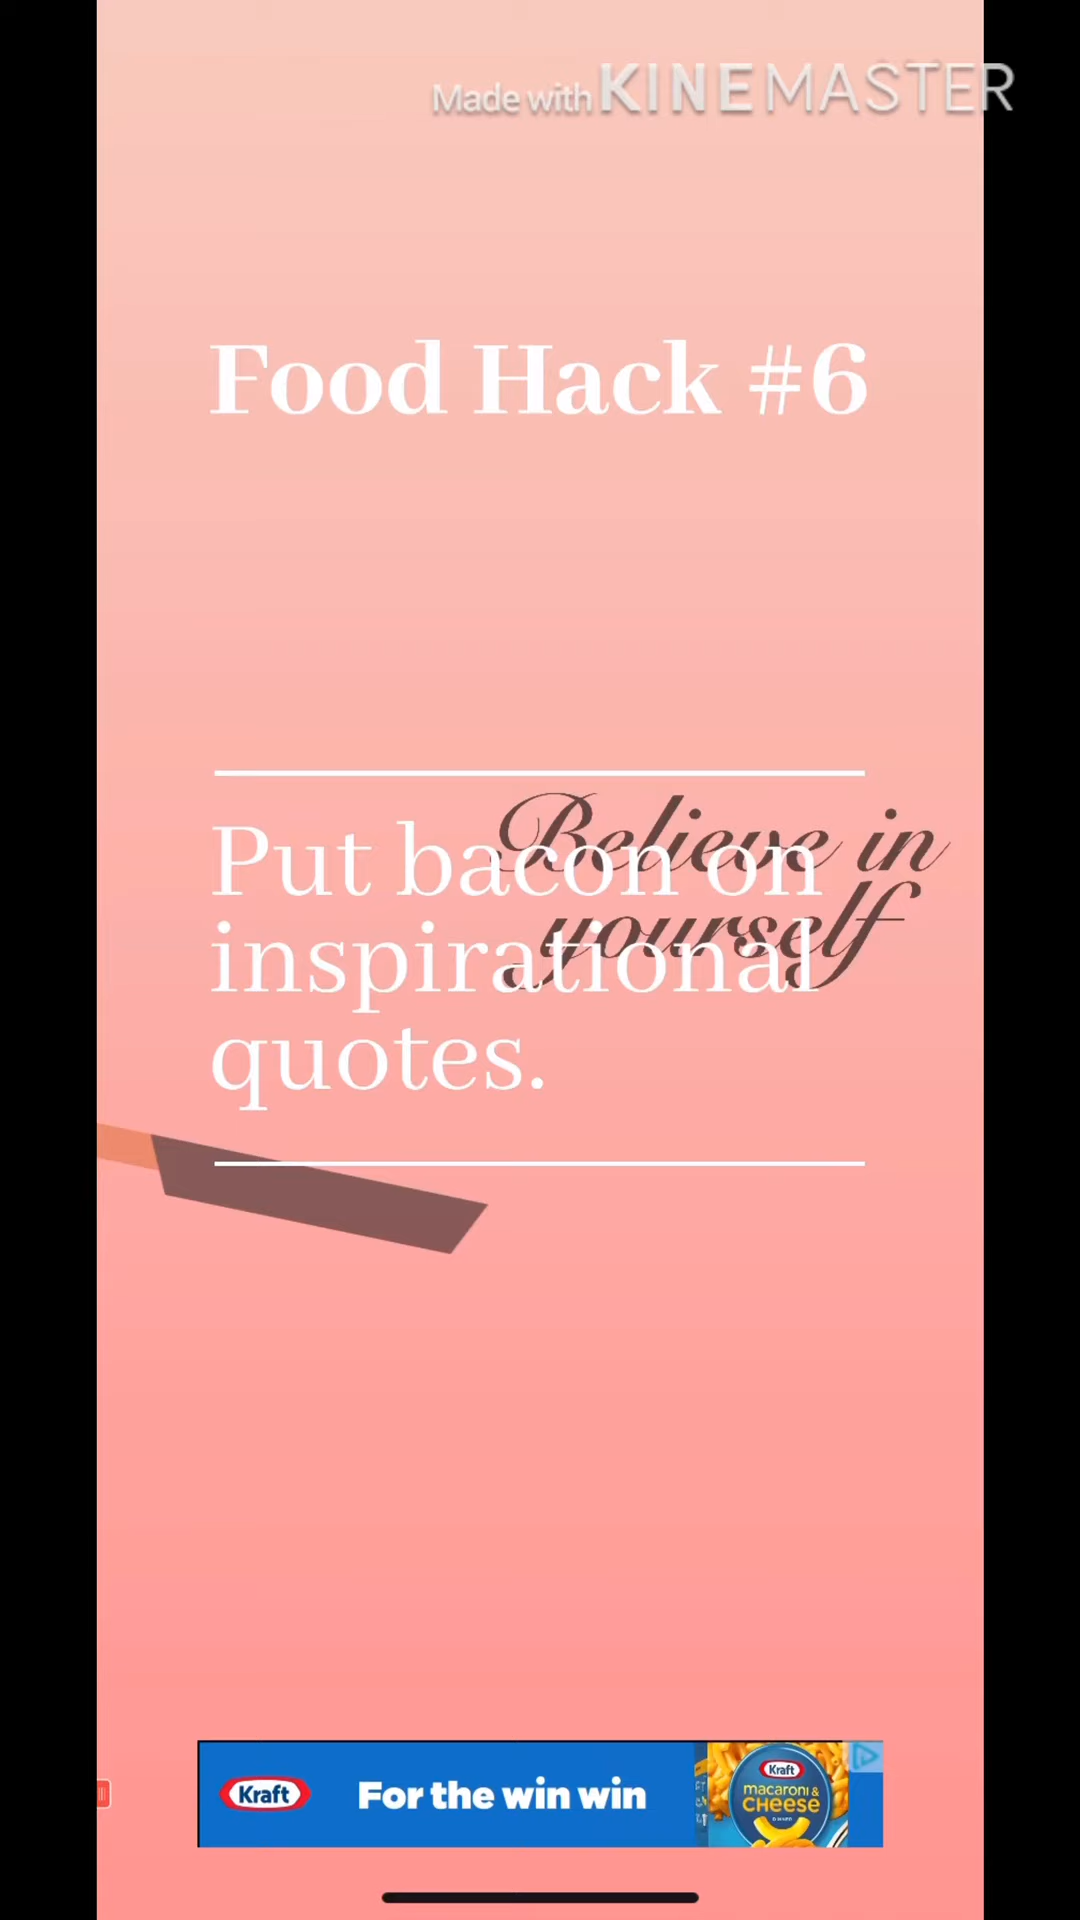 Made with KINEMASTER
Food Hack #6
Believe in
yourself
Put bacon on
inspirational
quotes.
Kraft
For the win win
Kraft
macaroni &
CHEESE
DINNER